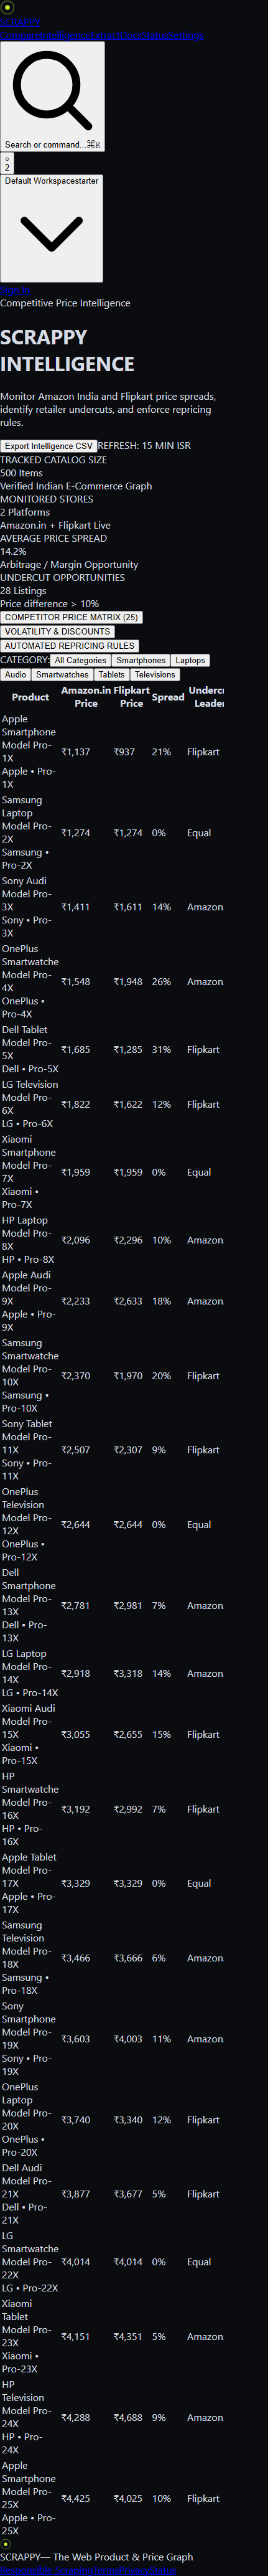 SCRAPPY
CompareIntelligenceExtractDocsStatusSettings
Search or command...⌘K
2
Default Workspacestarter
Sign In
Competitive Price Intelligence
SCRAPPY
INTELLIGENCE
Monitor Amazon India and Flipkart price spreads,
identify retailer undercuts, and enforce repricing
rules.
Export Intelligence CSV REFRESH: 15 MIN ISR
TRACKED CATALOG SIZE
500 Items
Verified Indian E-Commerce Graph
MONITORED STORES
2 Platforms
Amazon.in + Flipkart Live
AVERAGE PRICE SPREAD
14.2%
Arbitrage / Margin Opportunity
UNDERCUT OPPORTUNITIES
28 Listings
Price difference > 10%
COMPETITOR PRICE MATRIX (25)
VOLATILITY & DISCOUNTS
AUTOMATED REPRICING RULES
CATEGORY: All Categories Smartphones Laptops
Audio Smartwatches Tablets Televisions
Product Amazon.in Price Flipkart Price Spread Undercu Leade
Apple
Smartphone
Model Pro-
1X
Apple • Pro-
1X
₹1,137 ₹937 21% Flipkart
Samsung
Laptop
Model Pro-
2X
Samsung •
Pro-2X
₹1,274 ₹1,274 0% Equal
Sony Audi
Model Pro-
3X
Sony • Pro-
3X
₹1,411 ₹1,611 14% Amazon
OnePlus
Smartwatche
Model Pro-
4X
OnePlus •
Pro-4X
₹1,548 ₹1,948 26% Amazon
Dell Tablet
Model Pro-
5X
Dell • Pro-5X
₹1,685 ₹1,285 31% Flipkart
LG Television
Model Pro-
6X
LG • Pro-6X
₹1,822 ₹1,622 12% Flipkart
Xiaomi
Smartphone
Model Pro-
7X
Xiaomi •
Pro-7X
₹1,959 ₹1,959 0% Equal
HP Laptop
Model Pro-
8X
HP • Pro-8X
₹2,096 ₹2,296 10% Amazon
Apple Audi
Model Pro-
9X
Apple • Pro-
9X
₹2,233 ₹2,633 18% Amazon
Samsung
Smartwatche
Model Pro-
10X
Samsung •
Pro-10X
₹2,370 ₹1,970 20% Flipkart
Sony Tablet
Model Pro-
11X
Sony • Pro-
11X
₹2,507 ₹2,307 9% Flipkart
OnePlus
Television
Model Pro-
12X
OnePlus •
Pro-12X
₹2,644 ₹2,644 0% Equal
Dell
Smartphone
Model Pro-
13X
Dell • Pro-
13X
₹2,781 ₹2,981 7% Amazon
LG Laptop
Model Pro-
14X
LG • Pro-14X
₹2,918 ₹3,318 14% Amazon
Xiaomi Audi
Model Pro-
15X
Xiaomi •
Pro-15X
₹3,055 ₹2,655 15% Flipkart
HP
Smartwatche
Model Pro-
16X
HP • Pro-
16X
₹3,192 ₹2,992 7% Flipkart
Apple Tablet
Model Pro-
17X
Apple • Pro-
17X
₹3,329 ₹3,329 0% Equal
Samsung
Television
Model Pro-
18X
Samsung •
Pro-18X
₹3,466 ₹3,666 6% Amazon
Sony
Smartphone
Model Pro-
19X
Sony • Pro-
19X
₹3,603 ₹4,003 11% Amazon
OnePlus
Laptop
Model Pro-
20X
OnePlus •
Pro-20X
₹3,740 ₹3,340 12% Flipkart
Dell Audi
Model Pro-
21X
Dell • Pro-
21X
₹3,877 ₹3,677 5% Flipkart
LG
Smartwatche
Model Pro-
22X
LG • Pro-22X
₹4,014 ₹4,014 0% Equal
Xiaomi
Tablet
Model Pro-
23X
Xiaomi •
Pro-23X
₹4,151 ₹4,351 5% Amazon
HP
Television
Model Pro-
24X
HP • Pro-
24X
₹4,288 ₹4,688 9% Amazon
Apple
Smartphone
Model Pro-
25X
Apple • Pro-
25X
₹4,425 ₹4,025 10% Flipkart
SCRAPPY— The Web Product & Price Graph
Responsible ScrapingTermsPrivacyStatus